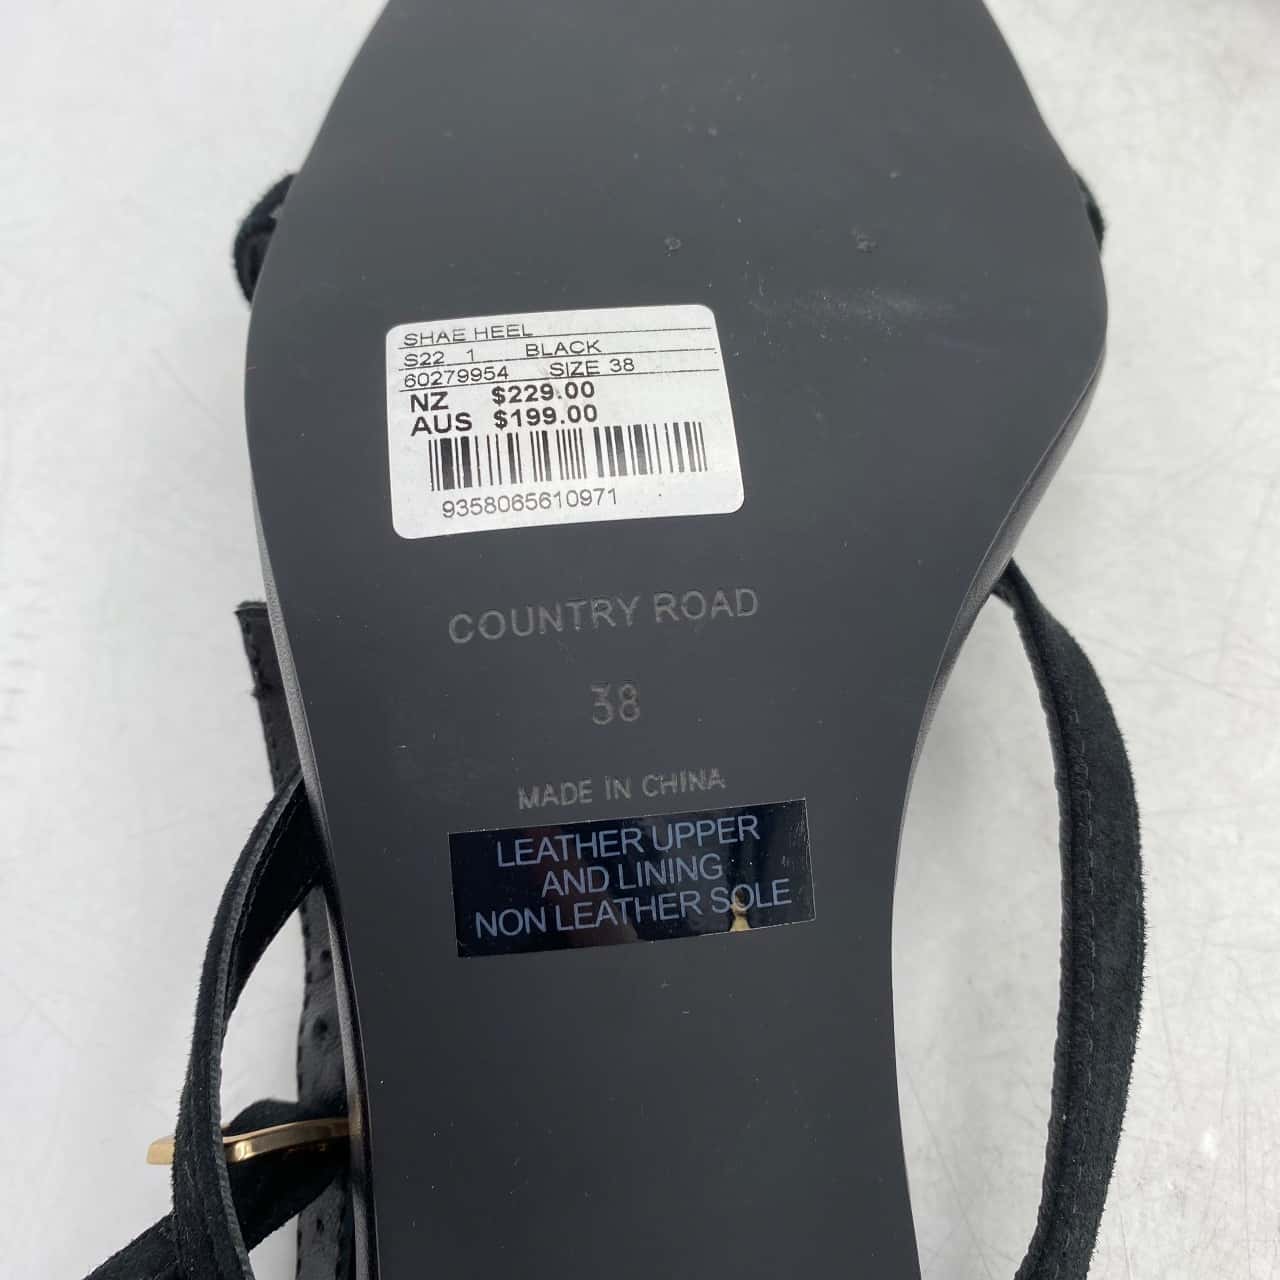 SHAE HEEL
S22 1 BLACK
60279954 SIZE 38
NZ $229.00
AUS $199.00
9358065610971
COUNTRY ROAD
38
MADE IN CHINA
LEATHER UPPER
AND LINING
NON LEATHER SOLE